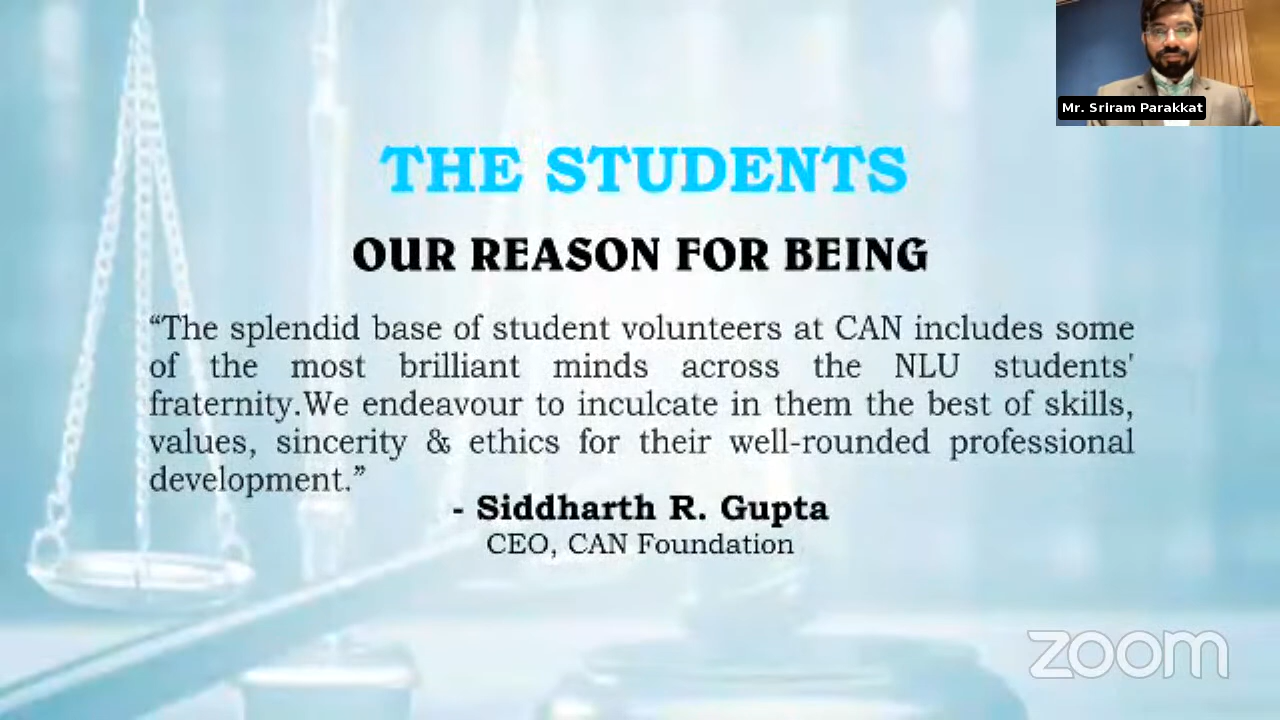 Mr. Sriram Parakkat
THE STUDENTS
OUR REASON FOR BEING
“The splendid base of student volunteers at CAN includes some
of the most brilliant minds across the NLU students'
fraternity.We endeavour to inculcate in them the best of skills,
values, sincerity & ethics for their well-rounded professional
development.”
- Siddharth R. Gupta
CEO, CAN Foundation
zoom